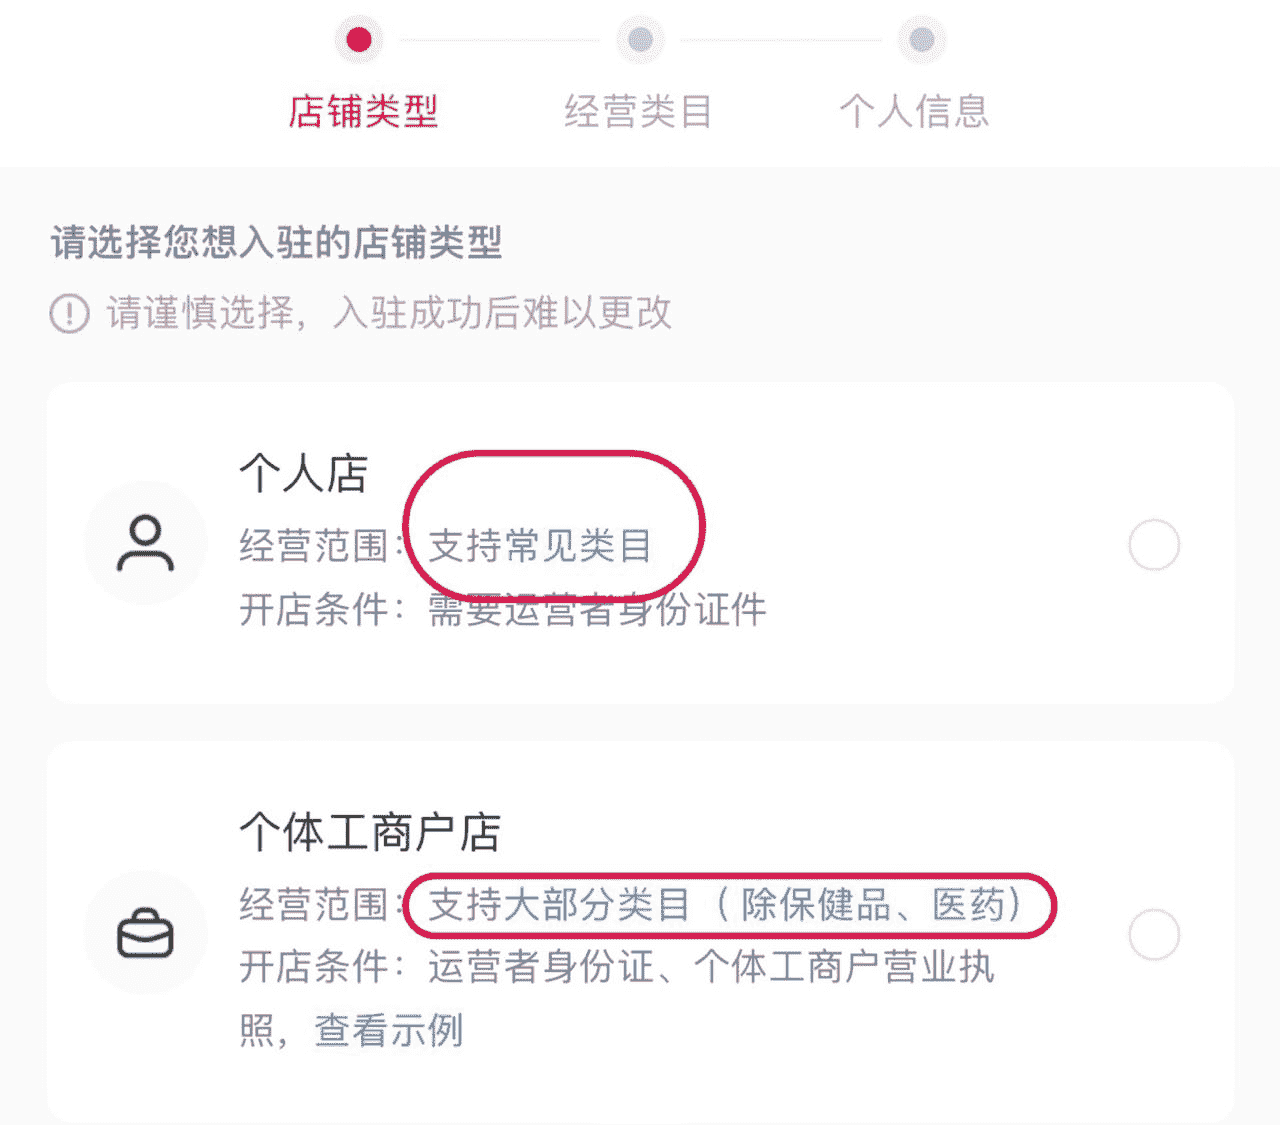 店铺类型 经营类目 个人信息
请选择您想入驻的店铺类型
请谨慎选择，入驻成功后难以更改
个人店
经营范围：支持常见类目
开店条件：需要运营者身份证件
个体工商户店
经营范围：支持大部分类目（除保健品、医药）
开店条件：运营者身份证、个体工商户营业执
照，查看示例